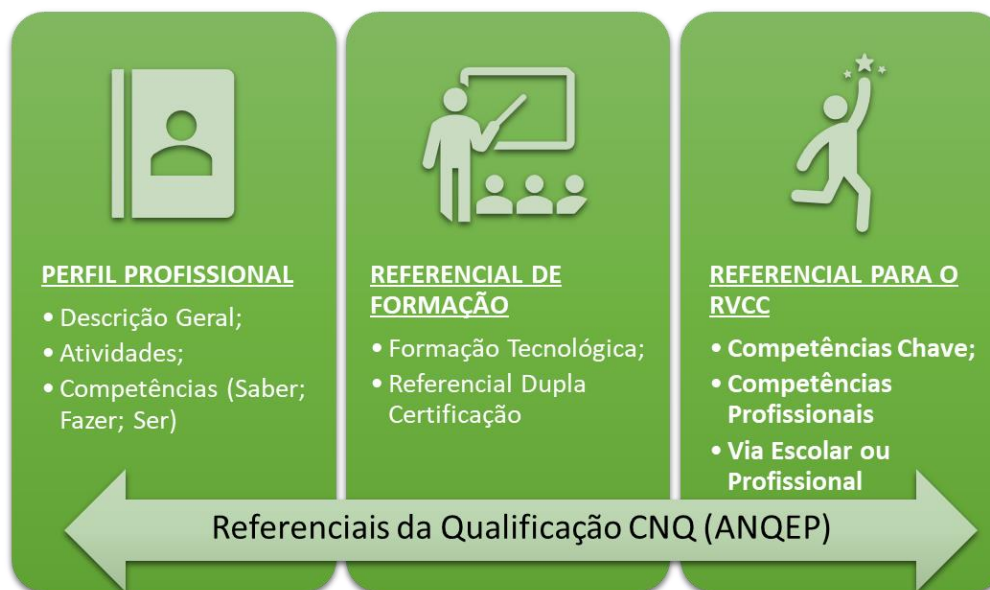 PERFIL PROFISSIONAL
• Descrição Geral;
• Atividades;
• Competências (Saber;
Fazer; Ser)
REFERENCIAL DE
FORMAÇÃO
• Formação Tecnológica;
• Referencial Dupla
Certificação
REFERENCIAL PARA O
RVCC
• Competências Chave;
• Competências
Profissionais
• Via Escolar ou
Profissional
Referenciais da Qualificação CNQ (ANQEP)